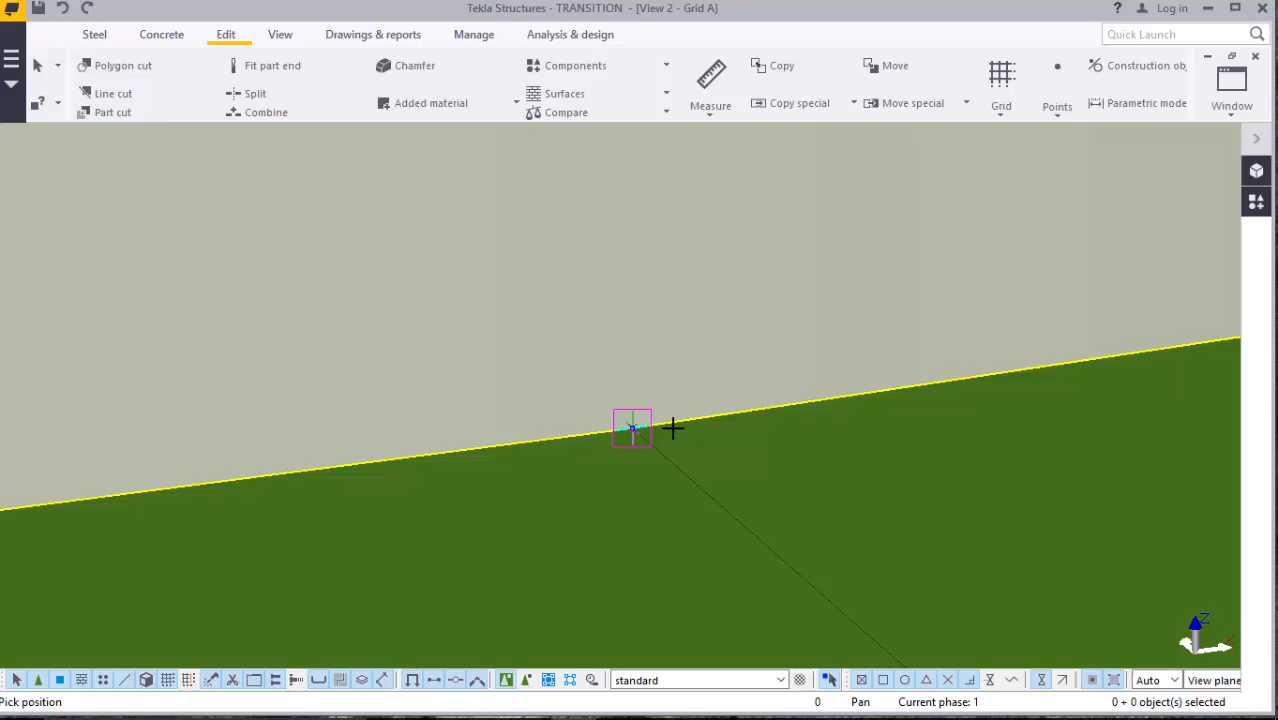 Tekla Structures - TRANSITION - [View 2 - Grid A]
? Log in
Steel Concrete Edit View Drawings & reports Manage Analysis & design Quick Launch
Polygon cut Fit part end Chamfer Components Copy Move Construction ob
Line cut Split Added material Surfaces Measure Copy special Move special Grid Points Parametric mode Window
Part cut Combine Compare
Z
standard Auto View plane
Pick position 0 Pan Current phase: 1 0 + 0 object(s) selected